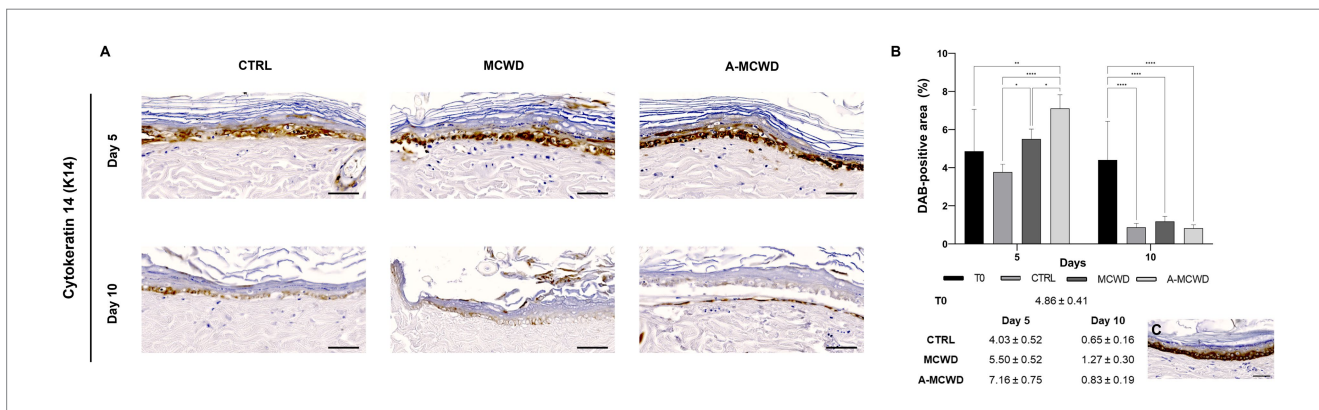 A
CTRL
MCWD
A-MCWD
Cytokeratin 14 (K14)
Day 5
Day 10
B
DAB-positive area (%)
10
8
6
4
2
0
** 
****
* *
****
****
****
5 10
Days
T0 CTRL MCWD A-MCWD
T0 4.86 ± 0.41
Day 5 Day 10
CTRL 4.03 ± 0.52 0.65 ± 0.16
MCWD 5.50 ± 0.52 1.27 ± 0.30
A-MCWD 7.16 ± 0.75 0.83 ± 0.19
C